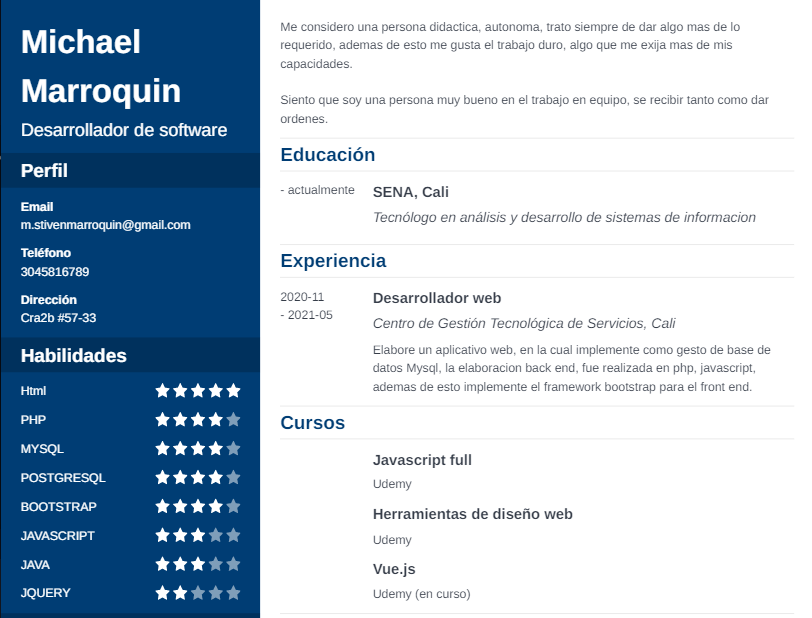 Michael
Marroquin
Desarrollador de software
Perfil
Email
m.stivenmarroquin@gmail.com
Teléfono
3045816789
Dirección
Cra2b #57-33
Habilidades
Html
PHP
MYSQL
POSTGRESQL
BOOTSTRAP
JAVASCRIPT
JAVA
JQUERY
Me considero una persona didactica, autonoma, trato siempre de dar algo mas de lo
requerido, ademas de esto me gusta el trabajo duro, algo que me exija mas de mis
capacidades.
Siento que soy una persona muy bueno en el trabajo en equipo, se recibir tanto como dar
ordenes.
Educación
- actualmente
SENA, Cali
Tecnólogo en análisis y desarrollo de sistemas de informacion
Experiencia
2020-11
- 2021-05
Desarrollador web
Centro de Gestión Tecnológica de Servicios, Cali
Elabore un aplicativo web, en la cual implemente como gesto de base de
datos Mysql, la elaboracion back end, fue realizada en php, javascript,
ademas de esto implemente el framework bootstrap para el front end.
Cursos
Javascript full
Udemy
Herramientas de diseño web
Udemy
Vue.js
Udemy (en curso)